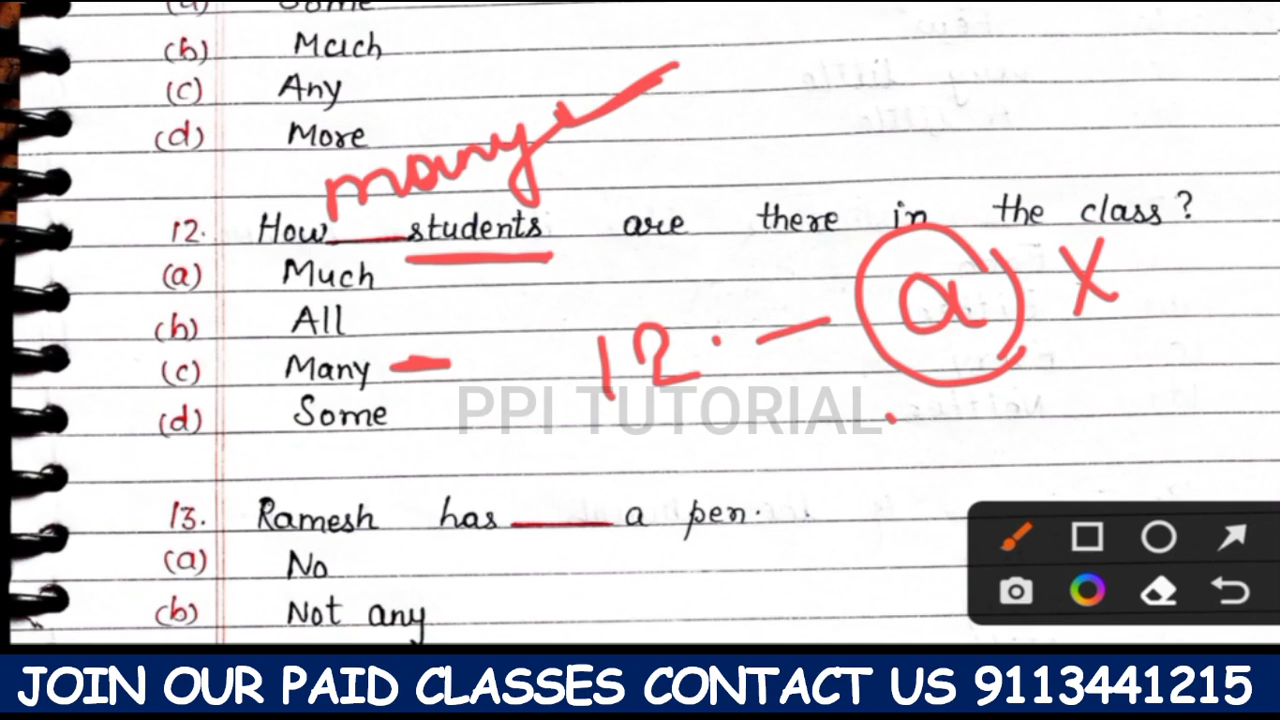 (a) Some
(b) Much
(c) Any
(d) More
many
12. How ___ students are there in the class?
(a) Much
(b) All
(c) Many
(d) Some
12. — a X
PPI TUTORIAL
13. Ramesh has ___ a pen.
(a) No
(b) Not any
JOIN OUR PAID CLASSES CONTACT US 9113441215